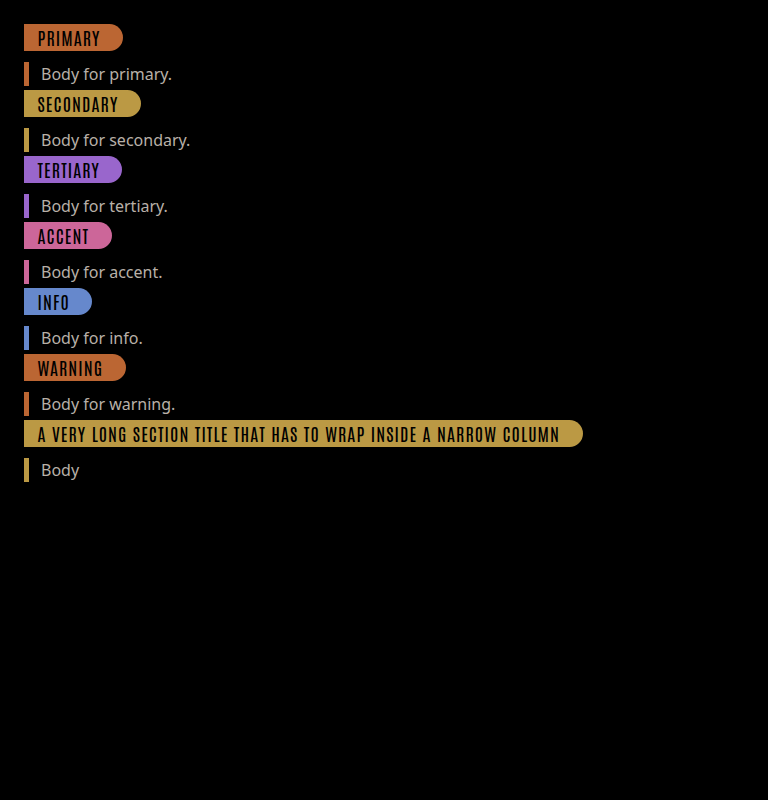 PRIMARY
Body for primary.
SECONDARY
Body for secondary.
TERTIARY
Body for tertiary.
ACCENT
Body for accent.
INFO
Body for info.
WARNING
Body for warning.
A VERY LONG SECTION TITLE THAT HAS TO WRAP INSIDE A NARROW COLUMN
Body